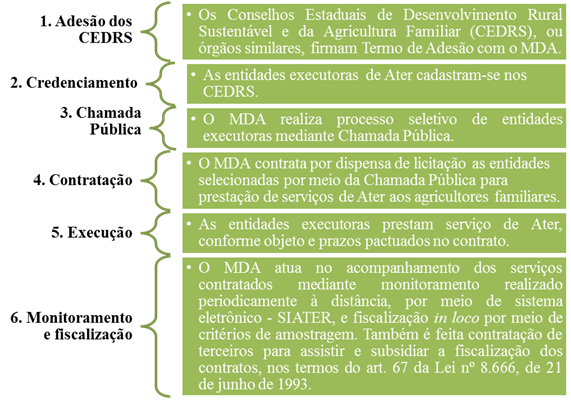 1. Adesão dos
CEDRS
• Os Conselhos Estaduais de Desenvolvimento Rural
Sustentável e da Agricultura Familiar (CEDRS), ou
órgãos similares, firmam Termo de Adesão com o MDA.
2. Credenciamento
• As entidades executoras de Ater cadastram-se nos
CEDRS.
3. Chamada
Pública
• O MDA realiza processo seletivo de entidades
executoras mediante Chamada Pública.
4. Contratação
• O MDA contrata por dispensa de licitação as entidades
selecionadas por meio da Chamada Pública para
prestação de serviços de Ater aos agricultores familiares.
5. Execução
• As entidades executoras prestam serviço de Ater,
conforme objeto e prazos pactuados no contrato.
6. Monitoramento
e fiscalização
• O MDA atua no acompanhamento dos serviços
contratados mediante monitoramento realizado
periodicamente à distância, por meio de sistema
eletrônico - SIATER, e fiscalização in loco por meio de
critérios de amostragem. Também é feita contratação de
terceiros para assistir e subsidiar a fiscalização dos
contratos, nos termos do art. 67 da Lei nº 8.666, de 21
de junho de 1993.